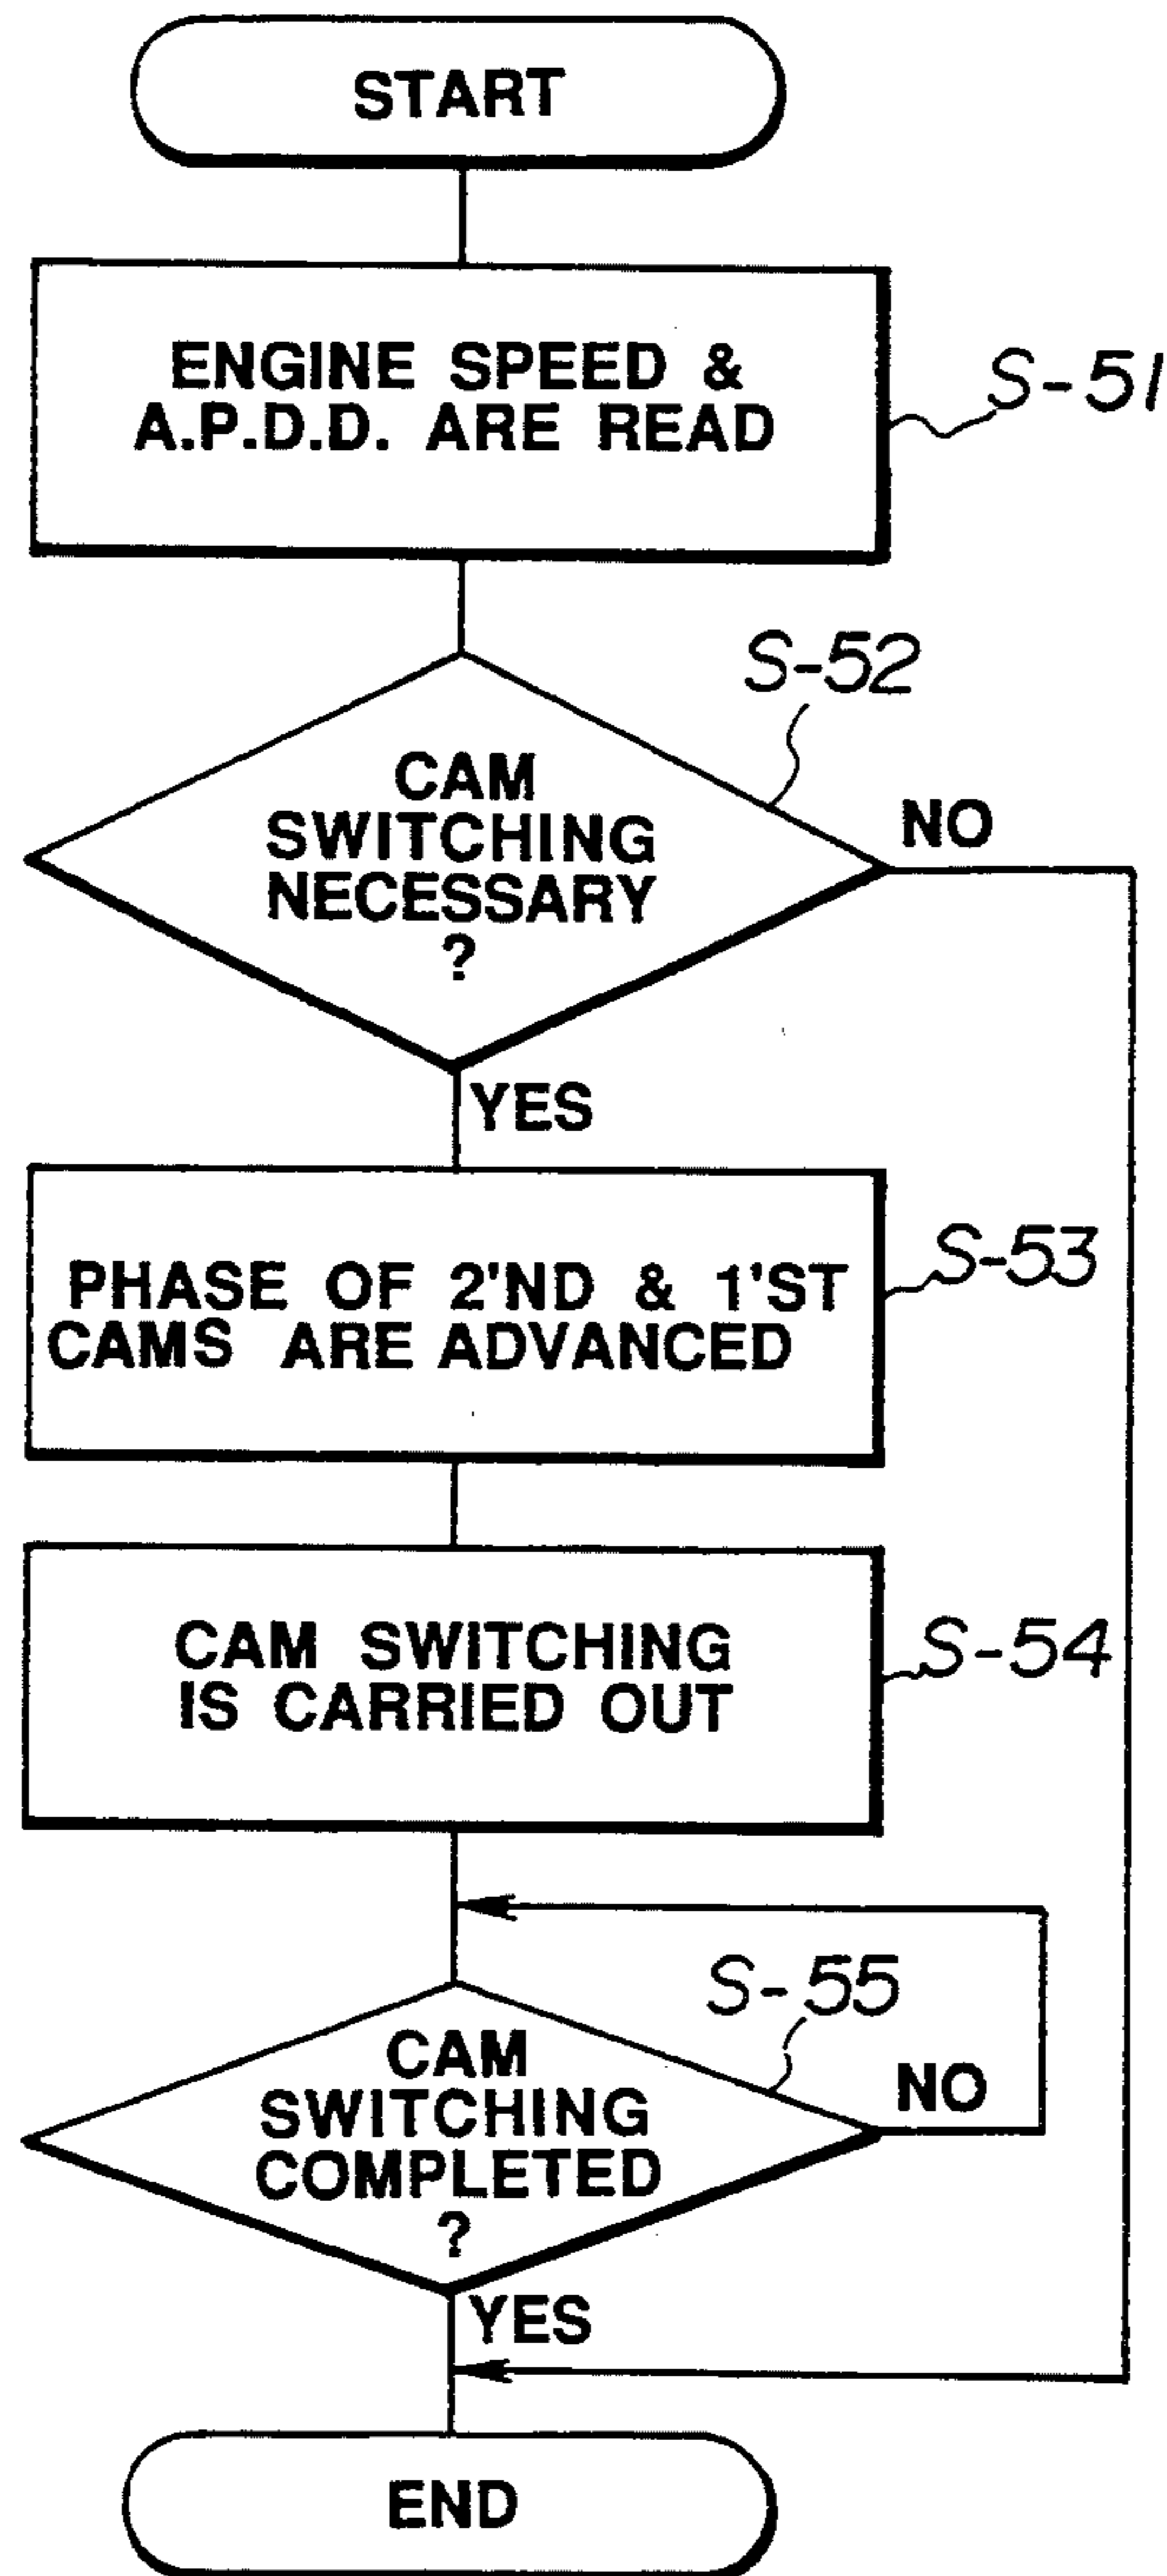 START
ENGINE SPEED &
A.P.D.D. ARE READ
S-51
S-52
CAM
SWITCHING
NECESSARY
?
NO
YES
PHASE OF 2'ND & 1'ST
CAMS ARE ADVANCED
S-53
CAM SWITCHING
IS CARRIED OUT
S-54
S-55
CAM
SWITCHING
COMPLETED
?
NO
YES
END